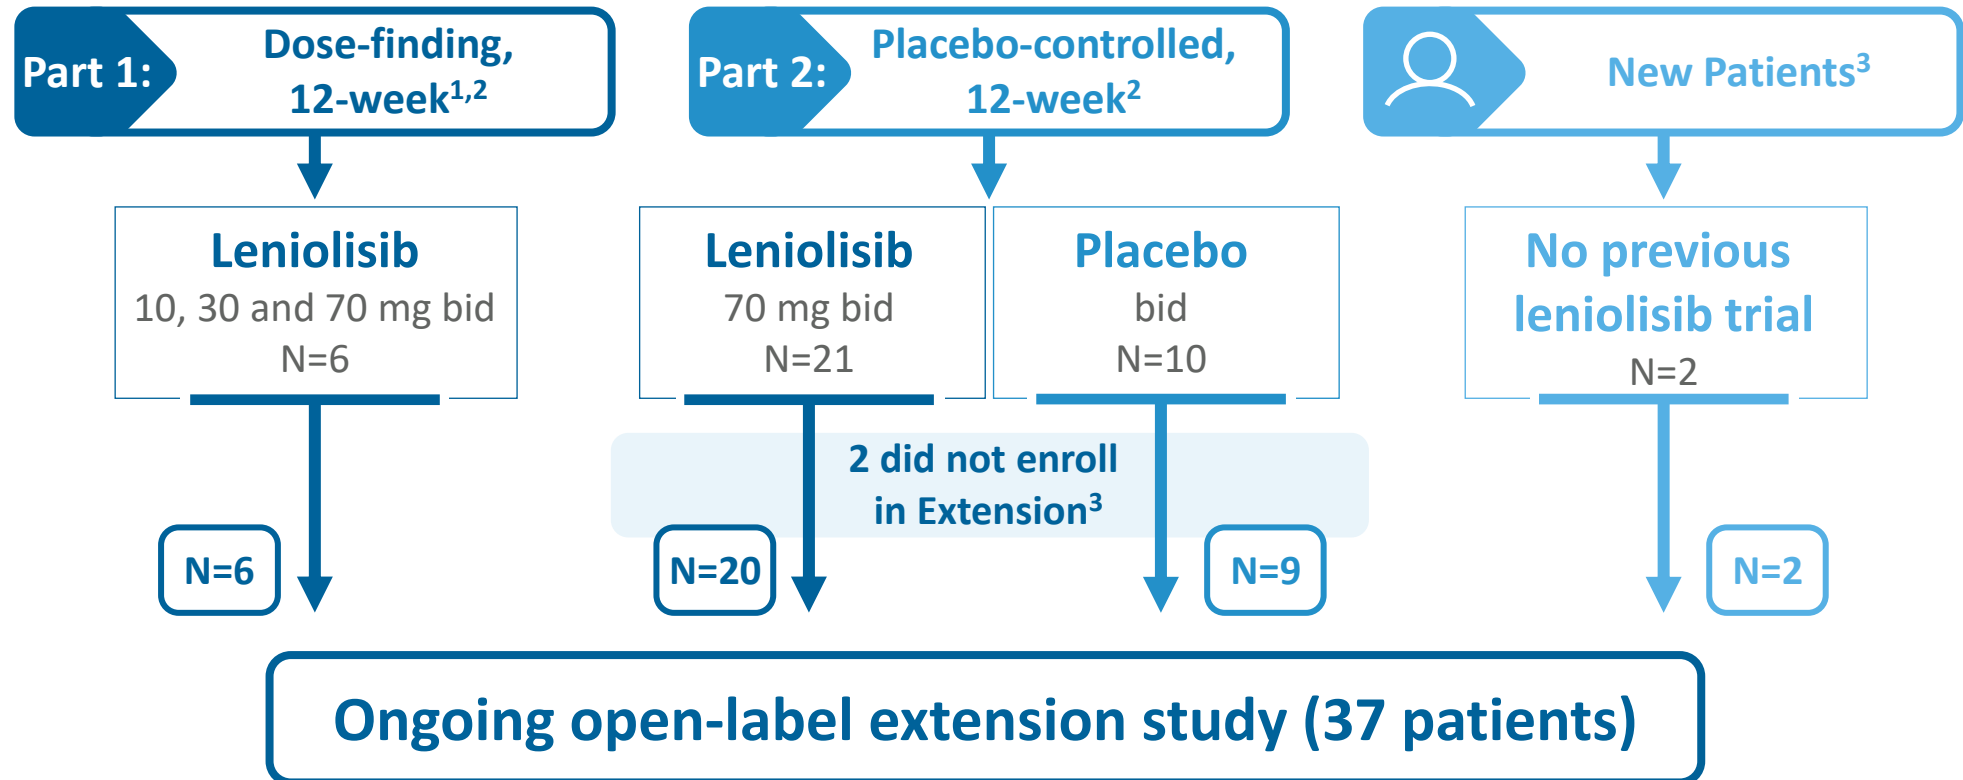 Part 1:
Dose-finding,
12-week1,2
Part 2:
Placebo-controlled,
12-week2
New Patients3
Leniolisib
10, 30 and 70 mg bid
N=6
Leniolisib
70 mg bid
N=21
Placebo
bid
N=10
No previous
leniolisib trial
N=2
2 did not enroll
in Extension3
N=6
N=20
N=9
N=2
Ongoing open-label extension study (37 patients)